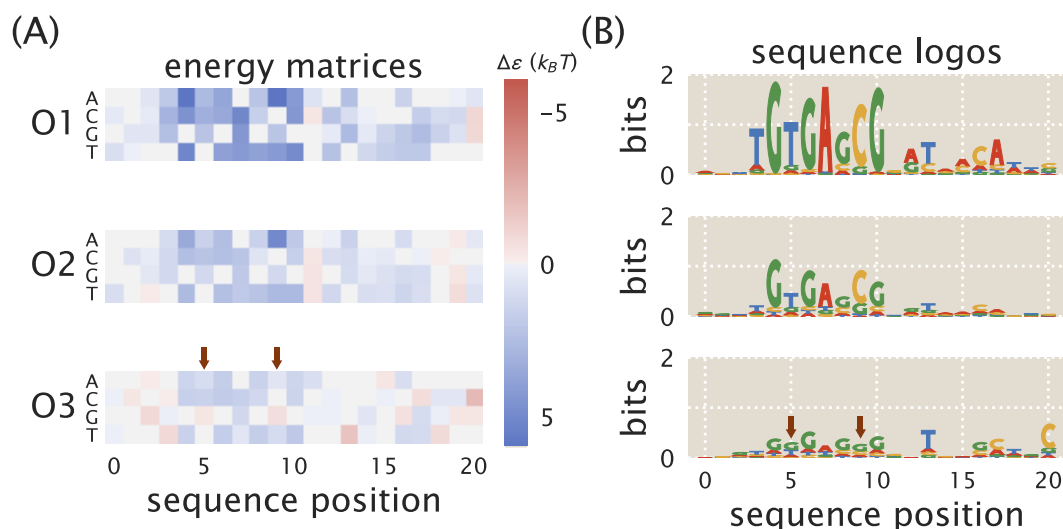 (A)
energy matrices
Δε (kBT)
O1
A
C
G
T
O2
A
C
G
T
O3
A
C
G
T
0 5 10 15 20
sequence position
−5
0
5
(B)
sequence logos
2
bits
0
T G T G A G C G A T A C A
2
bits
0
G T G A G C G T C
2
bits
0
G G G A G G G T G C C
0 5 10 15 20
sequence position